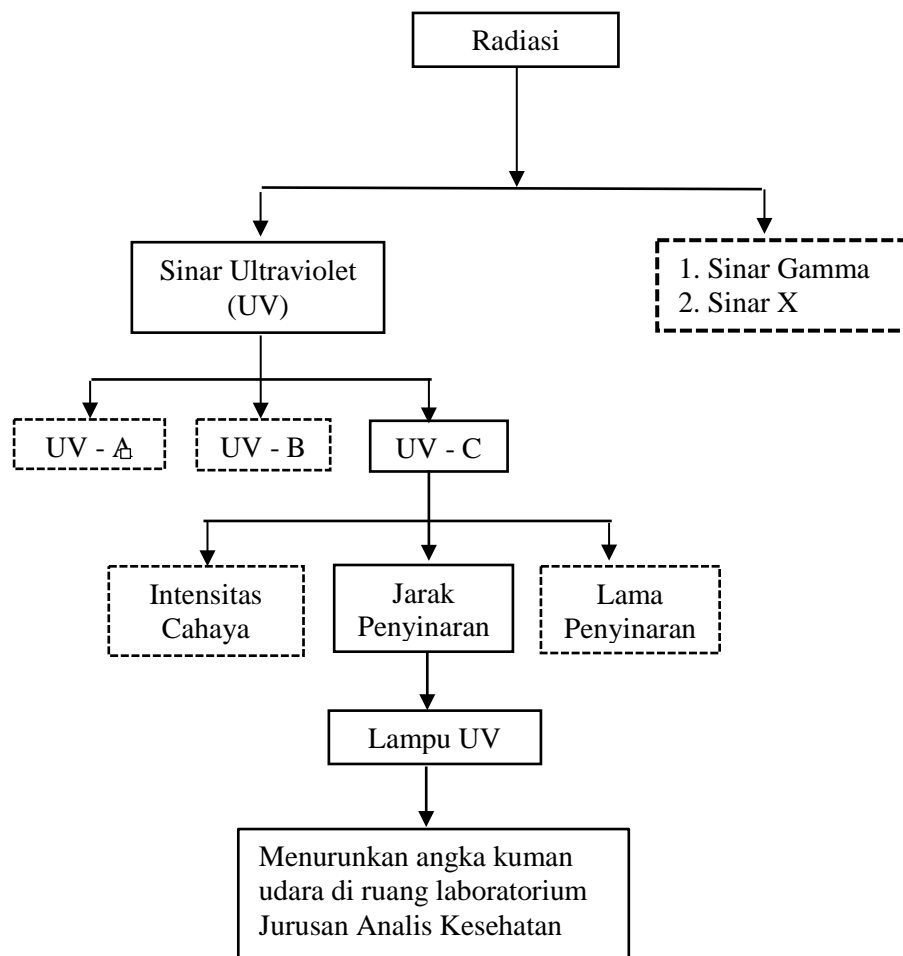 Radiasi
Sinar Ultraviolet
(UV)
1. Sinar Gamma
2. Sinar X
UV - A
UV - B
UV - C
Intensitas
Cahaya
Jarak
Penyinaran
Lama
Penyinaran
Lampu UV
Menurunkan angka kuman
udara di ruang laboratorium
Jurusan Analis Kesehatan